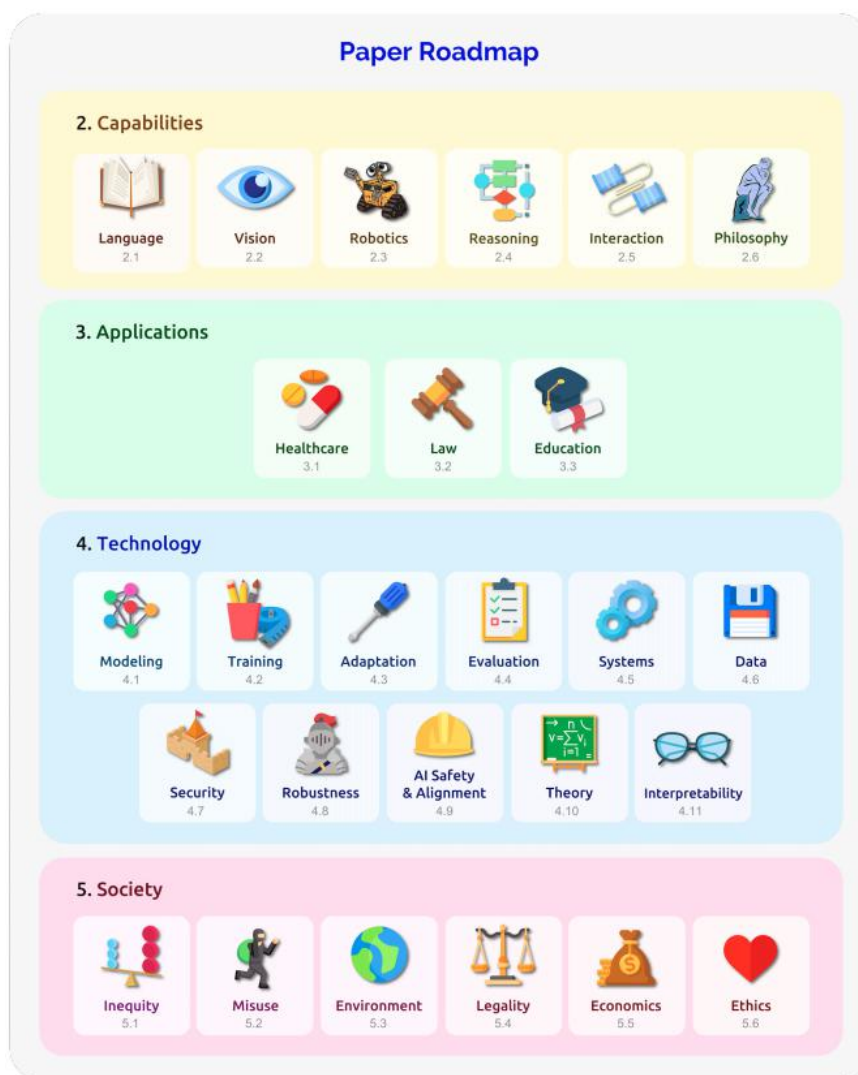 Paper Roadmap
2. Capabilities
Language Vision Robotics Reasoning Interaction Philosophy
2.1 2.2 2.3 2.4 2.5 2.6
3. Applications
Healthcare Law Education
3.1 3.2 3.3
4. Technology
Modeling Training Adaptation Evaluation Systems Data
4.1 4.2 4.3 4.4 4.5 4.6
n
v=∑vi
i=1
AI Safety
Security Robustness & Alignment Theory Interpretability
4.7 4.8 4.9 4.10 4.11
5. Society
$
Inequity Misuse Environment Legality Economics Ethics
5.1 5.2 5.3 5.4 5.5 5.6